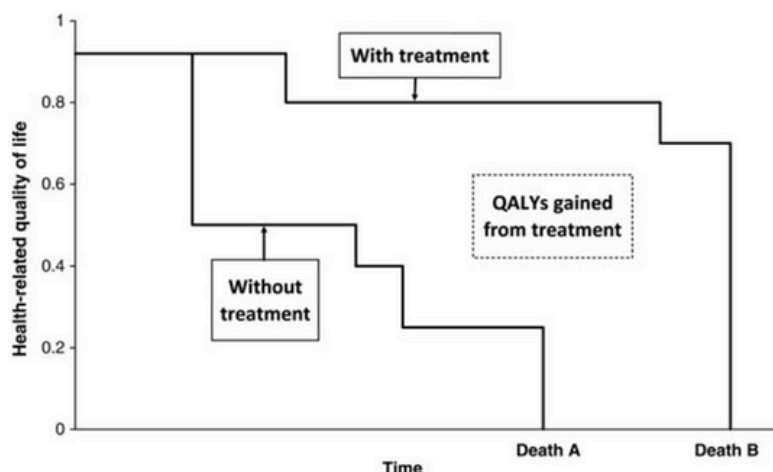 Health-related quality of life
1
0.8
0.6
0.4
0.2
0
With treatment
QALYs gained
from treatment
Without
treatment
Death A
Death B
Time